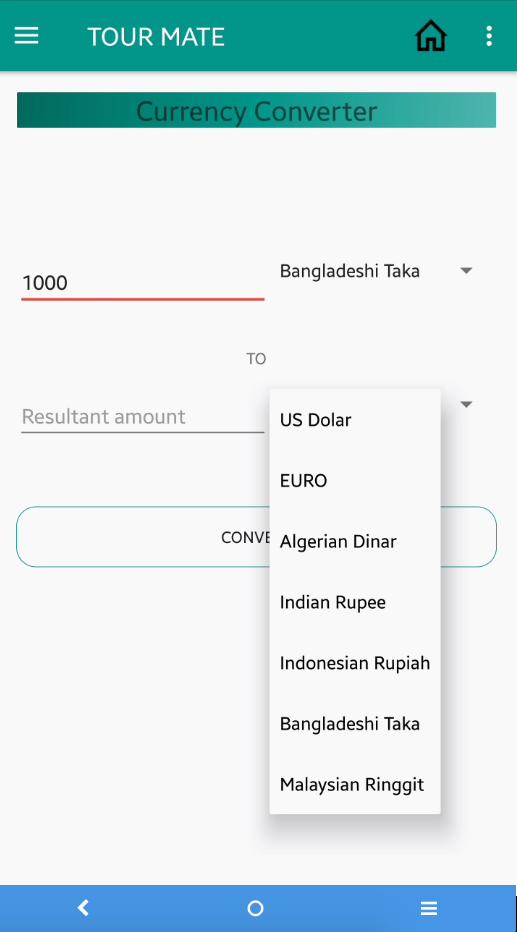 TOUR MATE
Currency Converter
1000
Bangladeshi Taka
TO
Resultant amount
US Dolar
EURO
CONVE
Algerian Dinar
Indian Rupee
Indonesian Rupiah
Bangladeshi Taka
Malaysian Ringgit